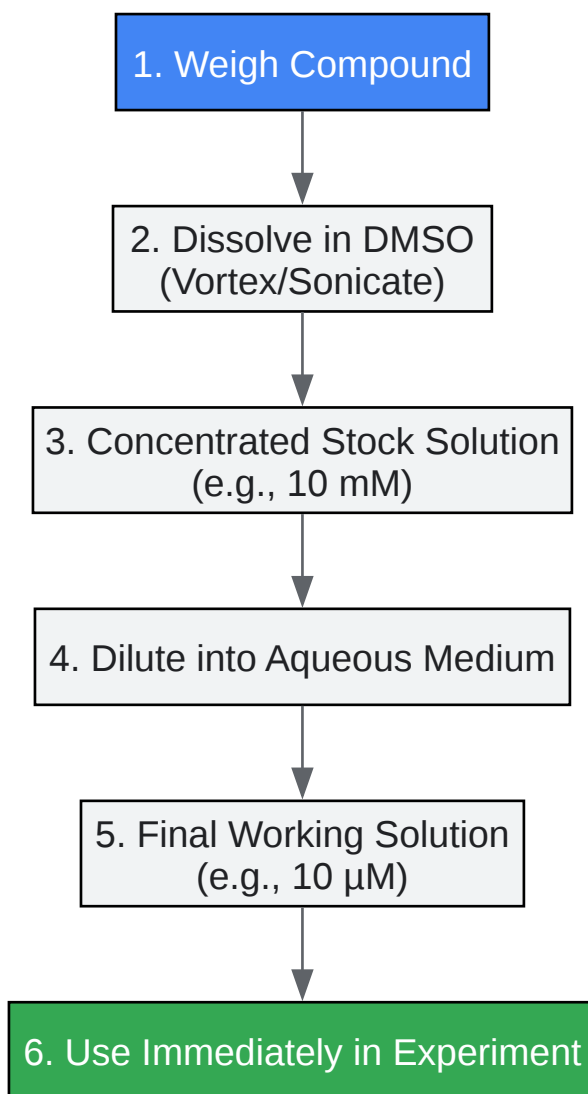 1. Weigh Compound
2. Dissolve in DMSO
(Vortex/Sonicate)
3. Concentrated Stock Solution
(e.g., 10 mM)
4. Dilute into Aqueous Medium
5. Final Working Solution
(e.g., 10 µM)
6. Use Immediately in Experiment